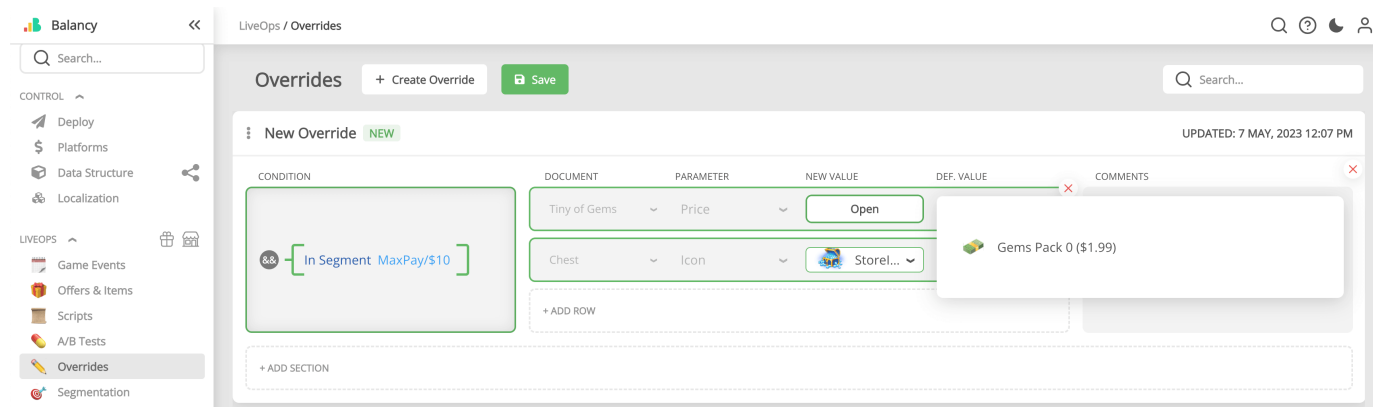 Balancy
LiveOps / Overrides
Search...
CONTROL
Deploy
Platforms
Data Structure
Localization
LIVEOPS
Game Events
Offers & Items
Scripts
A/B Tests
Overrides
Segmentation
Overrides
+ Create Override
Save
Search...
New Override NEW
UPDATED: 7 MAY, 2023 12:07 PM
CONDITION
DOCUMENT PARAMETER NEW VALUE DEF. VALUE COMMENTS
&& In Segment MaxPay/$10
Tiny of Gems Price Open
Chest Icon StoreI...
Gems Pack 0 ($1.99)
+ ADD ROW
+ ADD SECTION